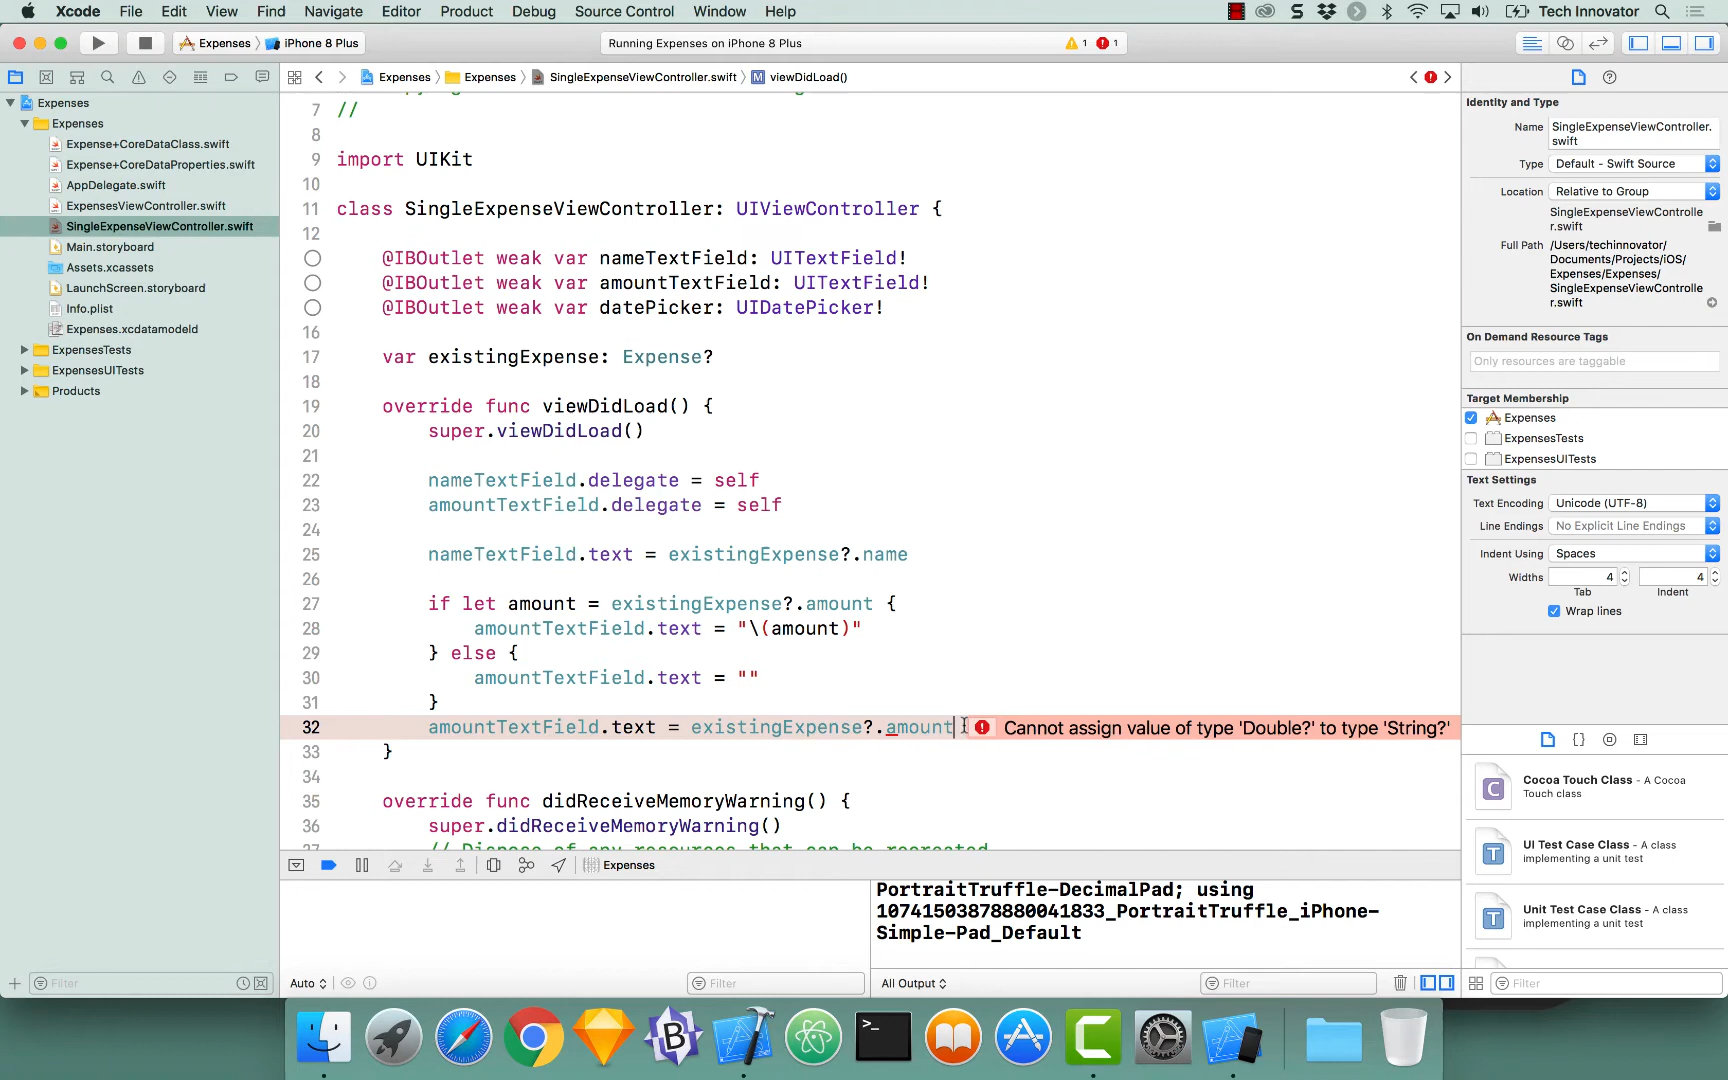 Xcode File Edit View Find Navigate Editor Product Debug Source Control Window Help Tech Innovator
Expenses iPhone 8 Plus Running Expenses on iPhone 8 Plus 1 1
Expenses Expenses SingleExpenseViewController.swift M viewDidLoad()
Expenses
Expenses
Expense+CoreDataClass.swift
Expense+CoreDataProperties.swift
AppDelegate.swift
ExpensesViewController.swift
SingleExpenseViewController.swift
Main.storyboard
Assets.xcassets
LaunchScreen.storyboard
Info.plist
Expenses.xcdatamodeld
ExpensesTests
ExpensesUITests
Products
Filter
7 //
8
9 import UIKit
10
11 class SingleExpenseViewController: UIViewController {
12
@IBOutlet weak var nameTextField: UITextField!
@IBOutlet weak var amountTextField: UITextField!
@IBOutlet weak var datePicker: UIDatePicker!
16
17 var existingExpense: Expense?
18
19 override func viewDidLoad() {
20 super.viewDidLoad()
21
22 nameTextField.delegate = self
23 amountTextField.delegate = self
24
25 nameTextField.text = existingExpense?.name
26
27 if let amount = existingExpense?.amount {
28 amountTextField.text = "\(amount)"
29 } else {
30 amountTextField.text = ""
31 }
32 amountTextField.text = existingExpense?.amount Cannot assign value of type 'Double?' to type 'String?'
33 }
34
35 override func didReceiveMemoryWarning() {
36 super.didReceiveMemoryWarning()
// Dispose of any resources that can be recreated
Expenses
PortraitTruffle-DecimalPad; using
10741503878880041833_PortraitTruffle_iPhone-
Simple-Pad_Default
Auto Filter All Output Filter
Identity and Type
Name SingleExpenseViewController.
swift
Type Default - Swift Source
Location Relative to Group
SingleExpenseViewControlle
r.swift
Full Path /Users/techinnovator/
Documents/Projects/iOS/
Expenses/Expenses/
SingleExpenseViewControlle
r.swift
On Demand Resource Tags
Only resources are taggable
Target Membership
Expenses
ExpensesTests
ExpensesUITests
Text Settings
Text Encoding Unicode (UTF-8)
Line Endings No Explicit Line Endings
Indent Using Spaces
Widths 4 4
Tab Indent
Wrap lines
C Cocoa Touch Class - A Cocoa
Touch class
T UI Test Case Class - A class
implementing a unit test
T Unit Test Case Class - A class
implementing a unit test
Filter